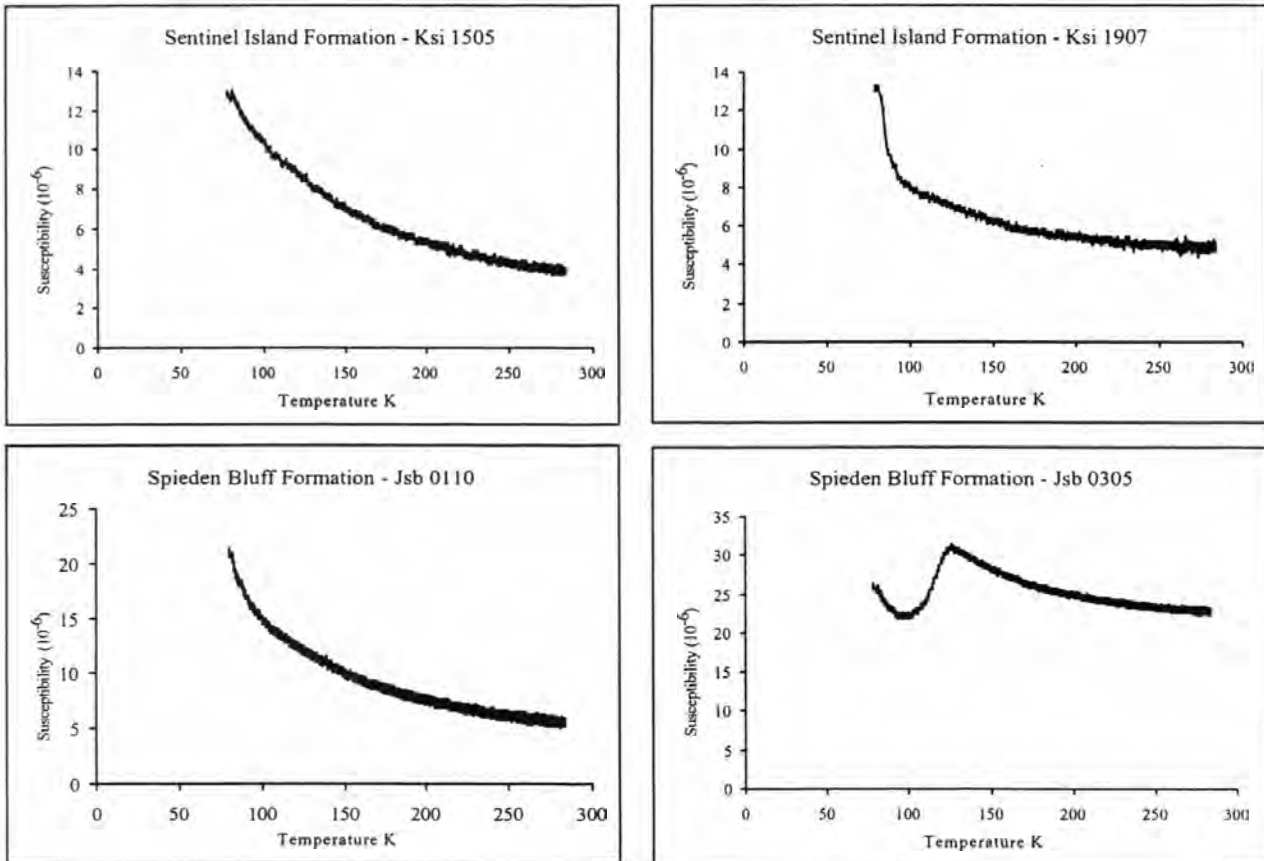 Sentinel Island Formation - Ksi 1505
14
12
10
8
6
4
2
0
Susceptibility (10⁻⁶)
0 50 100 150 200 250 300
Temperature K
Sentinel Island Formation - Ksi 1907
14
12
10
8
6
4
2
0
Susceptibility (10⁻⁶)
0 50 100 150 200 250 300
Temperature K
Spieden Bluff Formation - Jsb 0110
25
20
15
10
5
0
Susceptibility (10⁻⁶)
0 50 100 150 200 250 300
Temperature K
Spieden Bluff Formation - Jsb 0305
35
30
25
20
15
10
5
0
Susceptibility (10⁻⁶)
0 50 100 150 200 250 300
Temperature K